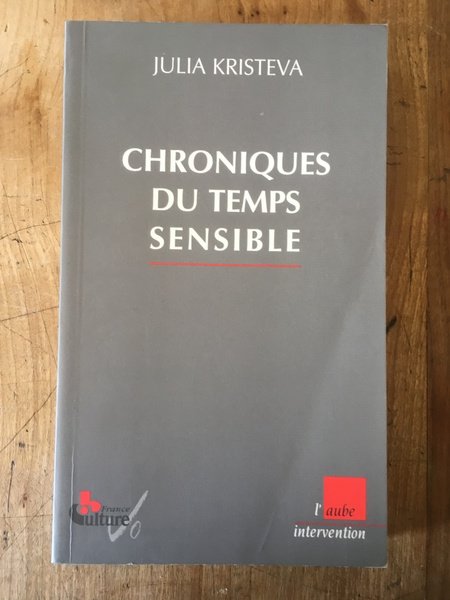 JULIA KRISTEVA
CHRONIQUES
DU TEMPS
SENSIBLE
France
Culture
l'aube
intervention